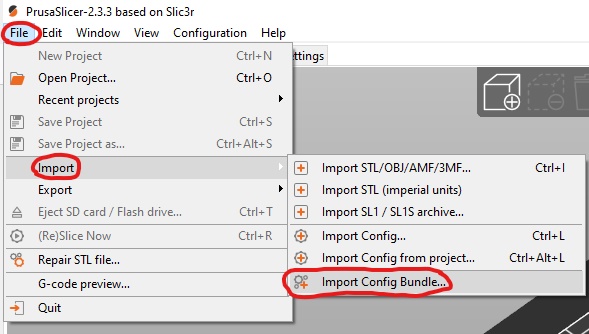 PrusaSlicer-2.3.3 based on Slic3r
File Edit Window View Configuration Help
New Project Ctrl+N
ettings
Open Project... Ctrl+O
Recent projects
Save Project Ctrl+S
Save Project as... Ctrl+Alt+S
Import
Import STL/OBJ/AMF/3MF... Ctrl+I
Export
Import STL (imperial units)
Eject SD card / Flash drive... Ctrl+T
Import SL1 / SL1S archive...
(Re)Slice Now Ctrl+R
Import Config... Ctrl+L
Repair STL file...
Import Config from project... Ctrl+Alt+L
G-code preview...
Import Config Bundle...
Quit